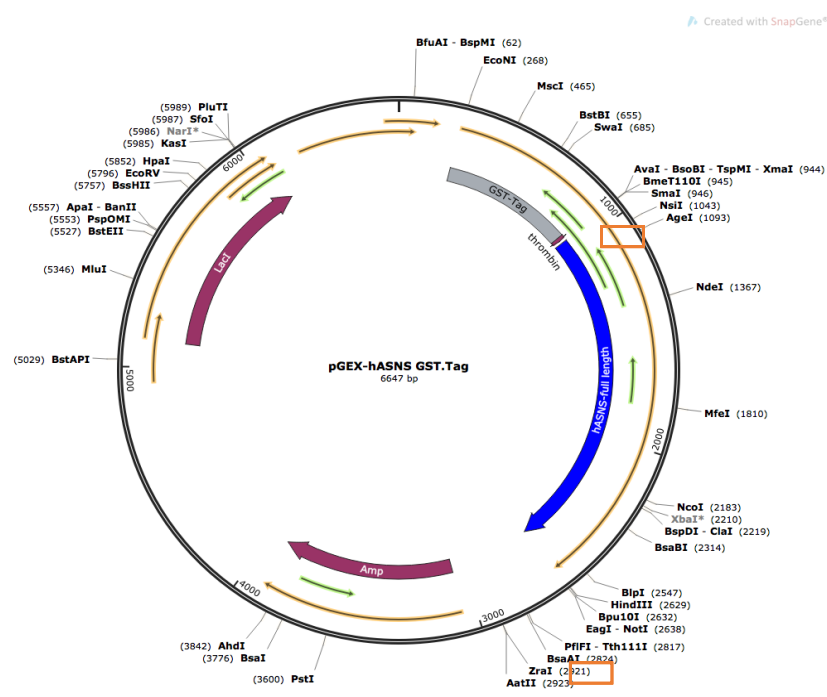 Created with SnapGene®
BfuAI - BspMI (62)
EcoNI (268)
MscI (465)
BstBI (655)
SwaI (685)
AvaI - BsoBI - TspMI - XmaI (944)
BmeT110I (945)
SmaI (946)
NsiI (1043)
AgeI (1093)
NdeI (1367)
MfeI (1810)
NcoI (2183)
XbaI* (2210)
BspDI - ClaI (2219)
BsaBI (2314)
BlpI (2547)
HindIII (2629)
Bpu10I (2632)
EagI - NotI (2638)
PflFI - Tth111I (2817)
BsaAI (2824)
ZraI (2921)
AatII (2923)
(3600) PstI
(3776) BsaI
(3842) AhdI
(5029) BstAPI
(5346) MluI
(5527) BstEII
(5553) PspOMI
(5557) ApaI - BanII
(5757) BssHII
(5796) EcoRV
(5852) HpaI
(5985) KasI
(5986) NarI*
(5987) SfoI
(5989) PluTI
1000
2000
3000
4000
5000
6000
GST-Tag
thrombin
hASNS-full length
Amp
LacI
pGEX-hASNS GST.Tag
6647 bp